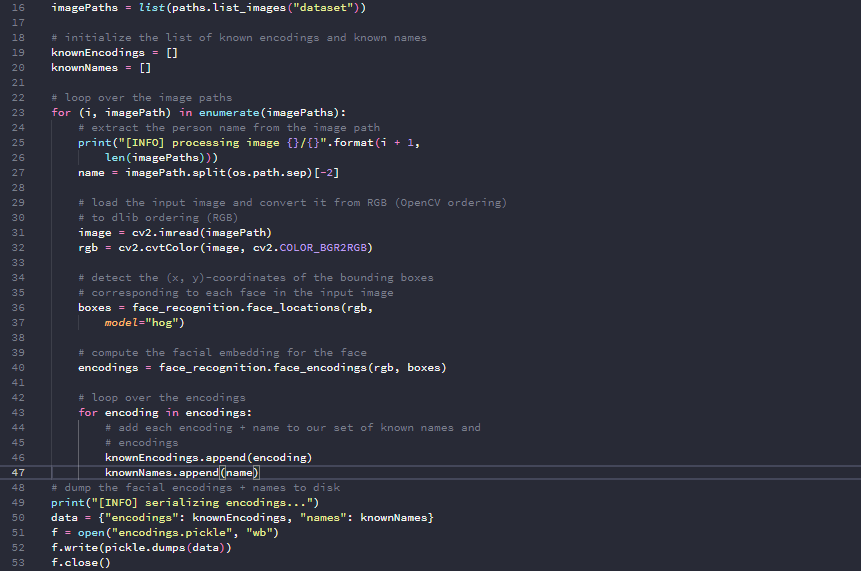 16 imagePaths = list(paths.list_images("dataset"))
17
18 # initialize the list of known encodings and known names
19 knownEncodings = []
20 knownNames = []
21
22 # loop over the image paths
23 for (i, imagePath) in enumerate(imagePaths):
24     # extract the person name from the image path
25     print("[INFO] processing image {}/{}".format(i + 1,
26         len(imagePaths)))
27     name = imagePath.split(os.path.sep)[-2]
28
29     # load the input image and convert it from RGB (OpenCV ordering)
30     # to dlib ordering (RGB)
31     image = cv2.imread(imagePath)
32     rgb = cv2.cvtColor(image, cv2.COLOR_BGR2RGB)
33
34     # detect the (x, y)-coordinates of the bounding boxes
35     # corresponding to each face in the input image
36     boxes = face_recognition.face_locations(rgb,
37         model="hog")
38
39     # compute the facial embedding for the face
40     encodings = face_recognition.face_encodings(rgb, boxes)
41
42     # loop over the encodings
43     for encoding in encodings:
44         # add each encoding + name to our set of known names and
45         # encodings
46         knownEncodings.append(encoding)
47         knownNames.append(name)
48 # dump the facial encodings + names to disk
49 print("[INFO] serializing encodings...")
50 data = {"encodings": knownEncodings, "names": knownNames}
51 f = open("encodings.pickle", "wb")
52 f.write(pickle.dumps(data))
53 f.close()